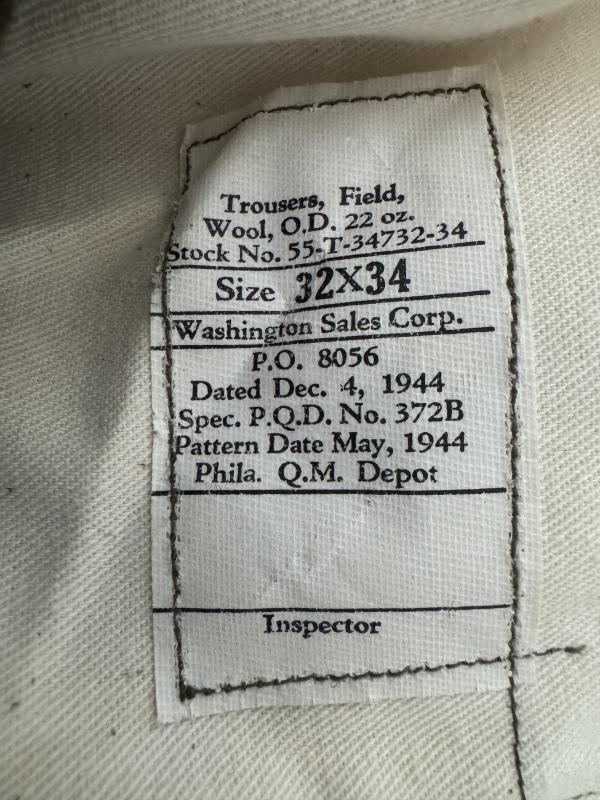 Trousers, Field,
Wool, O.D. 22 oz.
Stock No. 55-T-34732-34
Size 32X34
Washington Sales Corp.
P.O. 8056
Dated Dec. 4, 1944
Spec. P.Q.D. No. 372B
Pattern Date May, 1944
Phila. Q.M. Depot
Inspector